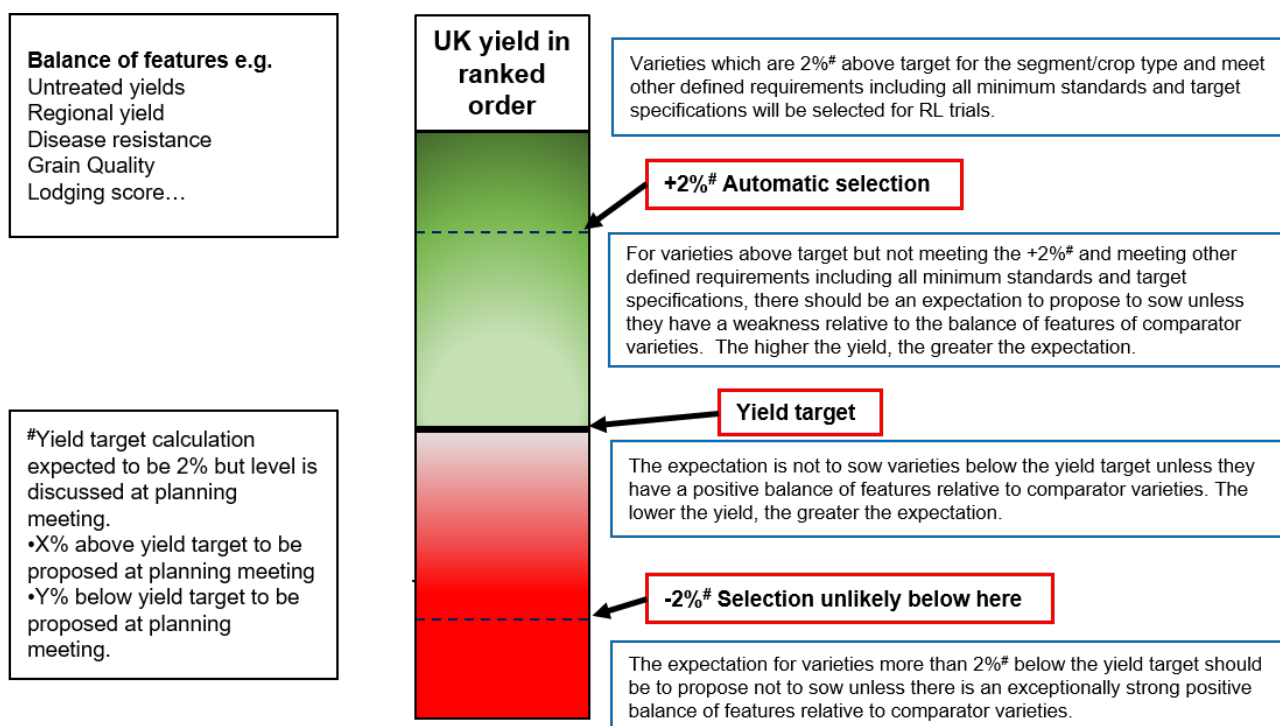 Balance of features e.g.
Untreated yields
Regional yield
Disease resistance
Grain Quality
Lodging score…
#Yield target calculation
expected to be 2% but level is
discussed at planning
meeting.
•X% above yield target to be
proposed at planning meeting
•Y% below yield target to be
proposed at planning
meeting.
UK yield in
ranked
order
Varieties which are 2%# above target for the segment/crop type and meet
other defined requirements including all minimum standards and target
specifications will be selected for RL trials.
+2%# Automatic selection
For varieties above target but not meeting the +2%# and meeting other
defined requirements including all minimum standards and target
specifications, there should be an expectation to propose to sow unless
they have a weakness relative to the balance of features of comparator
varieties.  The higher the yield, the greater the expectation.
Yield target
The expectation is not to sow varieties below the yield target unless they
have a positive balance of features relative to comparator varieties. The
lower the yield, the greater the expectation.
-2%# Selection unlikely below here
The expectation for varieties more than 2%# below the yield target should
be to propose not to sow unless there is an exceptionally strong positive
balance of features relative to comparator varieties.